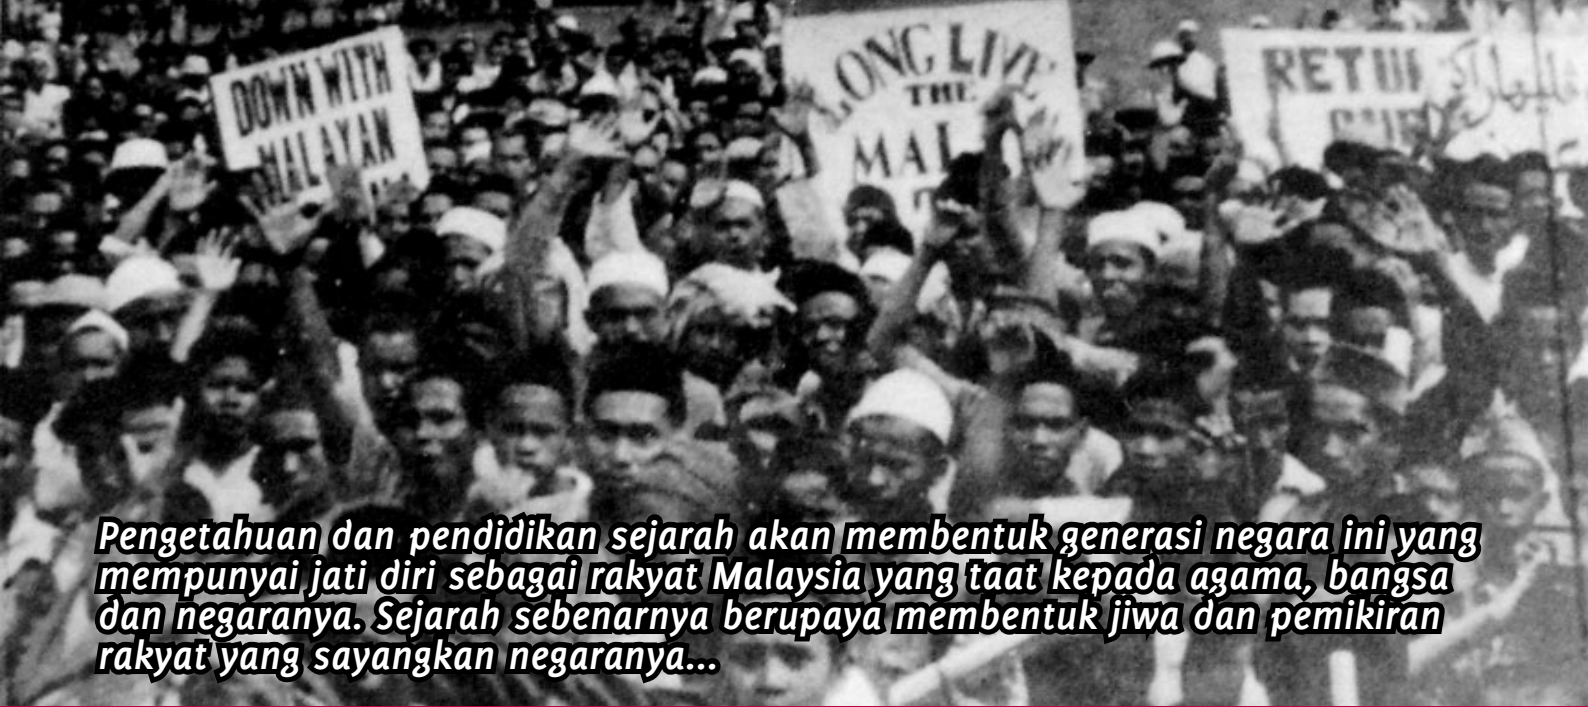 DOWN WITH
MALAYAN
LONG LIVE
THE
Pengetahuan dan pendidikan sejarah akan membentuk generasi negara ini yang
mempunyai jati diri sebagai rakyat Malaysia yang taat kepada agama, bangsa
dan negaranya. Sejarah sebenarnya berupaya membentuk jiwa dan pemikiran
rakyat yang sayangkan negaranya...